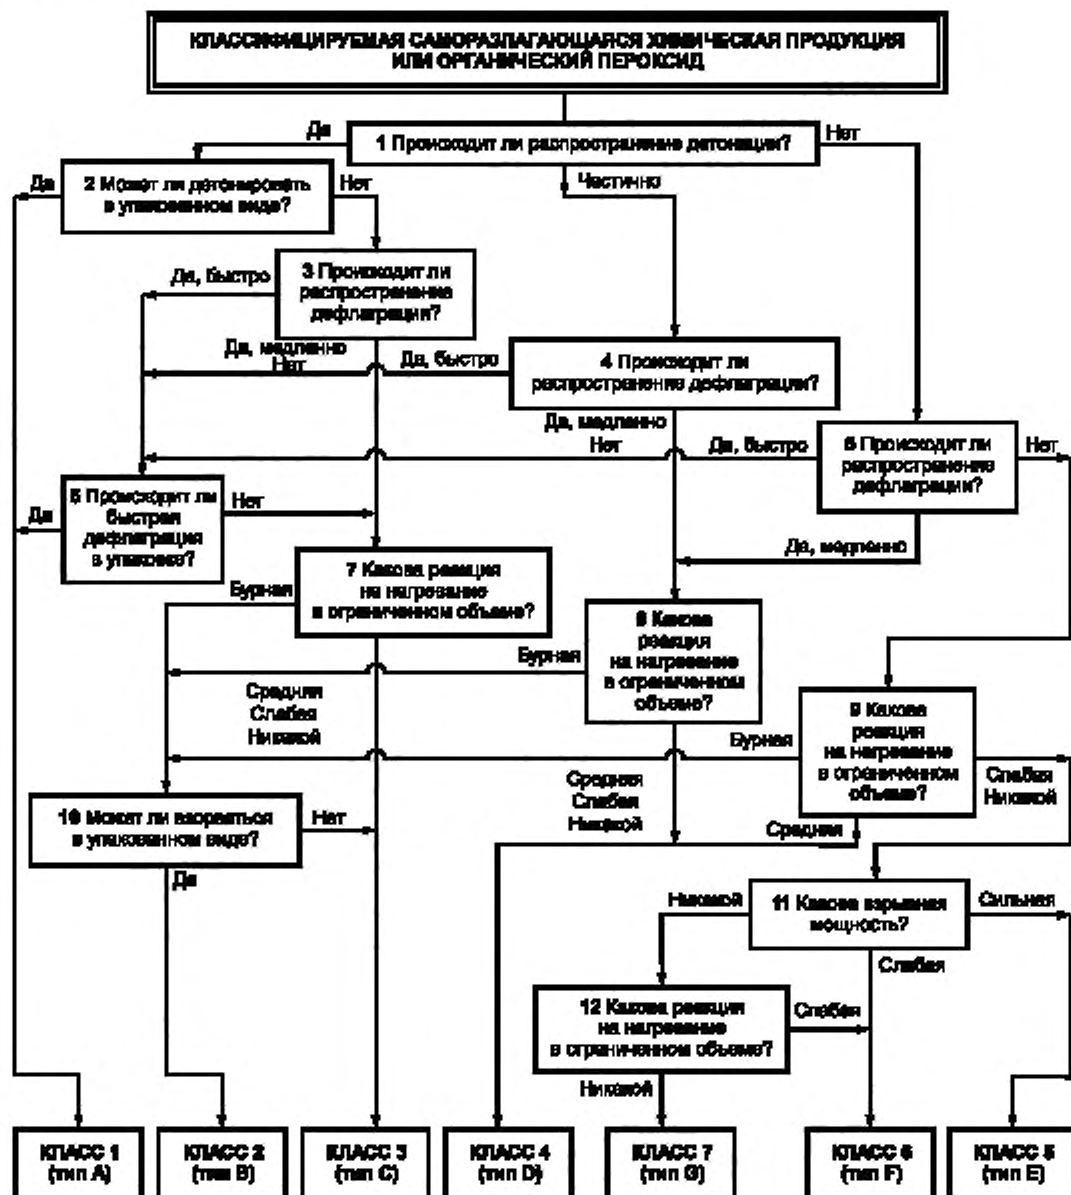 КЛАССИФИЦИРУЕМАЯ САМОРАЗЛАГАЮЩАЯСЯ ХИМИЧЕСКАЯ ПРОДУКЦИЯ
ИЛИ ОРГАНИЧЕСКИЙ ПЕРОКСИД
Да
1 Происходит ли распространение детонации?
Нет
Да
2 Может ли детонировать
в упакованном виде?
Нет
Частично
Да, быстро
3 Происходит ли
распространение
дефлаграции?
Да, медленно
Нет
Да, быстро
4 Происходит ли
распространение дефлаграции?
Да, медленно
Нет
Да, быстро
6 Происходит ли
распространение
дефлаграции?
Нет
Да
5 Происходит ли
быстрая
дефлаграция
в упаковке?
Нет
Да, медленно
Бурная
7 Какова реакция
на нагревание
в ограниченном объеме?
Бурная
8 Какова
реакция
на нагревание
в ограниченном
объеме?
Средняя
Слабая
Никакой
Бурная
9 Какова
реакция
на нагревание
в ограниченном
объеме?
Слабая
Никакой
Средняя
Слабая
Никакой
Средняя
10 Может ли взорваться
в упакованном виде?
Нет
Да
Никакой
11 Какова взрывная
мощность?
Сильная
Слабая
12 Какова реакция
на нагревание
в ограниченном объеме?
Слабая
Никакой
КЛАСС 1
(тип A)
КЛАСС 2
(тип B)
КЛАСС 3
(тип C)
КЛАСС 4
(тип D)
КЛАСС 7
(тип G)
КЛАСС 6
(тип F)
КЛАСС 5
(тип E)